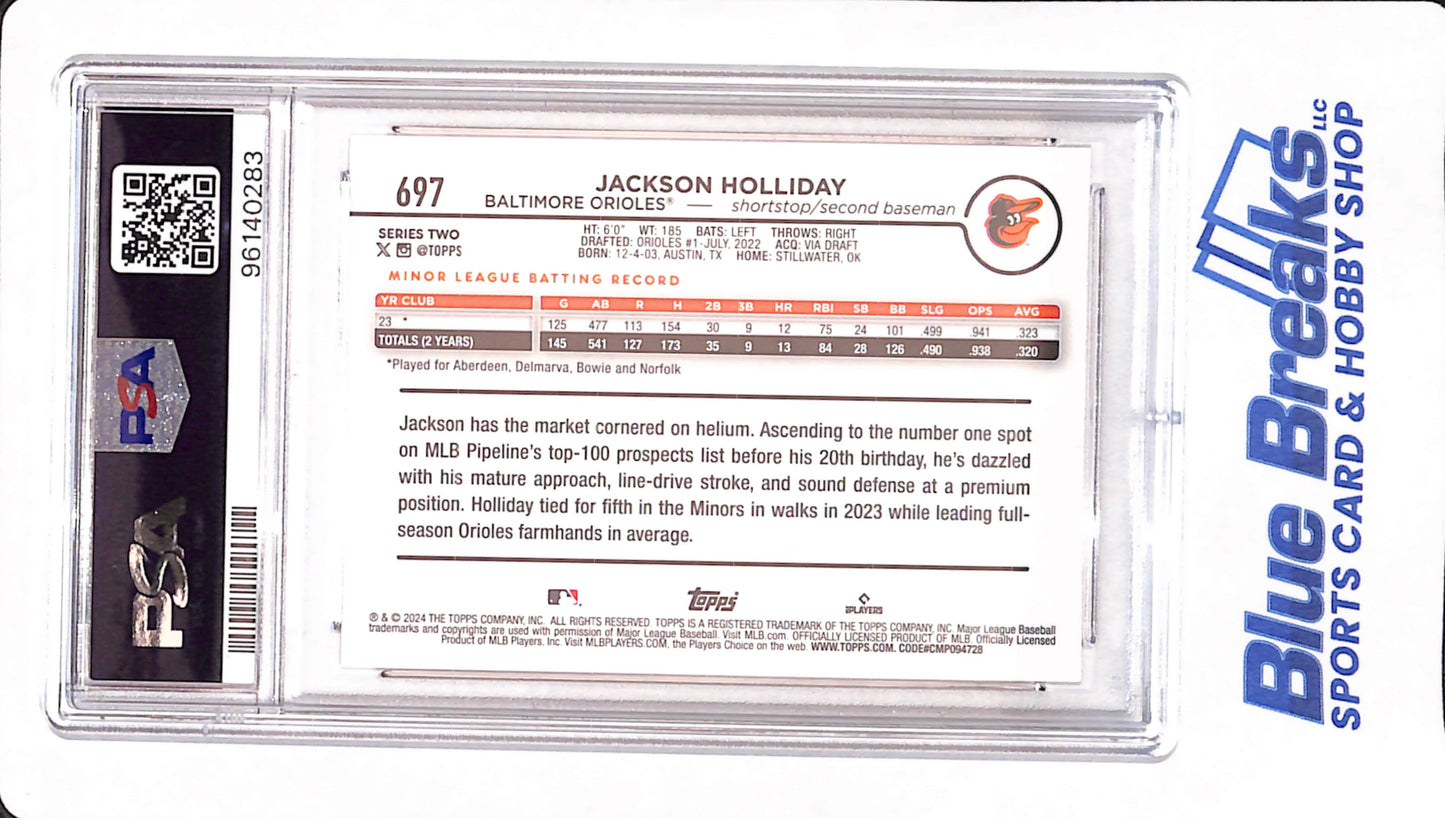 96140283
PSA
PSA
697
JACKSON HOLLIDAY
BALTIMORE ORIOLES® — shortstop/second baseman
SERIES TWO
@TOPPS
HT: 6'0" WT: 185 BATS: LEFT THROWS: RIGHT
DRAFTED: ORIOLES #1-JULY, 2022 ACQ: VIA DRAFT
BORN: 12-4-03, AUSTIN, TX HOME: STILLWATER, OK
MINOR LEAGUE BATTING RECORD
YR CLUB G AB R H 2B 3B HR RBI SB BB SLG OPS AVG
23 * 125 477 113 154 30 9 12 75 24 101 .499 .941 .323
TOTALS (2 YEARS) 145 541 127 173 35 9 13 84 28 126 .490 .938 .320
*Played for Aberdeen, Delmarva, Bowie and Norfolk
Jackson has the market cornered on helium. Ascending to the number one spot
on MLB Pipeline's top-100 prospects list before his 20th birthday, he's dazzled
with his mature approach, line-drive stroke, and sound defense at a premium
position. Holliday tied for fifth in the Minors in walks in 2023 while leading full-
season Orioles farmhands in average.
Topps
PLAYERS
® & © 2024 THE TOPPS COMPANY, INC. ALL RIGHTS RESERVED. TOPPS IS A REGISTERED TRADEMARK OF THE TOPPS COMPANY, INC. Major League Baseball
trademarks and copyrights are used with permission of Major League Baseball. Visit MLB.com. OFFICIALLY LICENSED PRODUCT OF MLB Officially Licensed
Product of MLB Players, Inc. Visit MLBPLAYERS.COM, the Players Choice on the web. WWW.TOPPS.COM. CODE#CMP094728
Blue Breaks LLC
SPORTS CARD & HOBBY SHOP